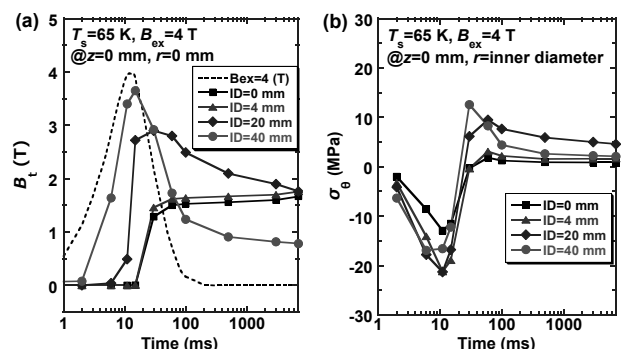 (a)
T_s=65 K, B_ex=4 T
@z=0 mm, r=0 mm
Bex=4 (T)
ID=0 mm
ID=4 mm
ID=20 mm
ID=40 mm
5
4
3
2
1
0
B_t (T)
1 10 100 1000
Time (ms)
(b)
T_s=65 K, B_ex=4 T
@z=0 mm, r=inner diameter
30
20
10
0
-10
-20
-30
σ_θ (MPa)
ID=0 mm
ID=4 mm
ID=20 mm
ID=40 mm
1 10 100 1000
Time (ms)